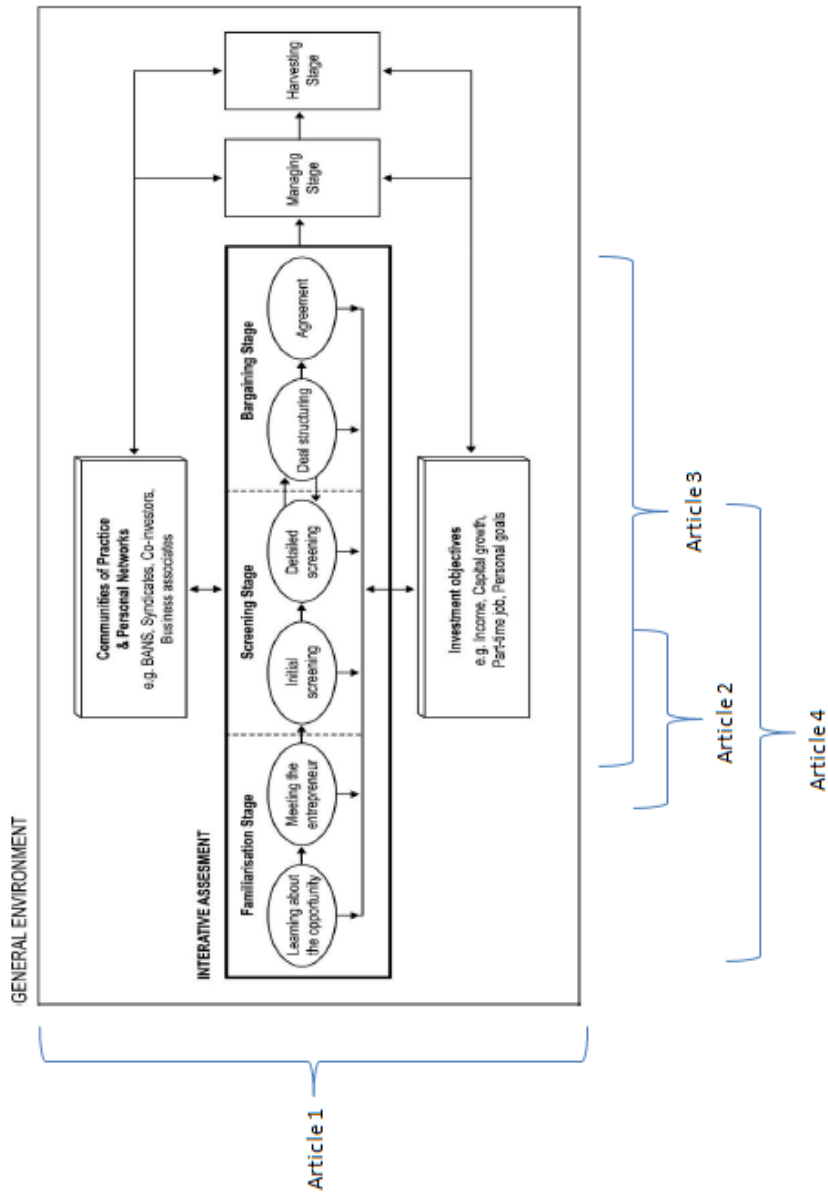 GENERAL ENVIRONMENT
Communities of Practice
& Personal Networks
e.g. BANS, Syndicates, Co-investors,
Business associates
INTERATIVE ASSESMENT
Familiarisation Stage
Screening Stage
Bargaining Stage
Learning about
the opportunity
Meeting the
entrepreneur
Initial
screening
Detailed
screening
Deal structuring
Agreement
Managing
Stage
Harvesting
Stage
Investment objectives
e.g. Income, Capital growth,
Part-time job, Personal goals
Article 1
Article 2
Article 3
Article 4